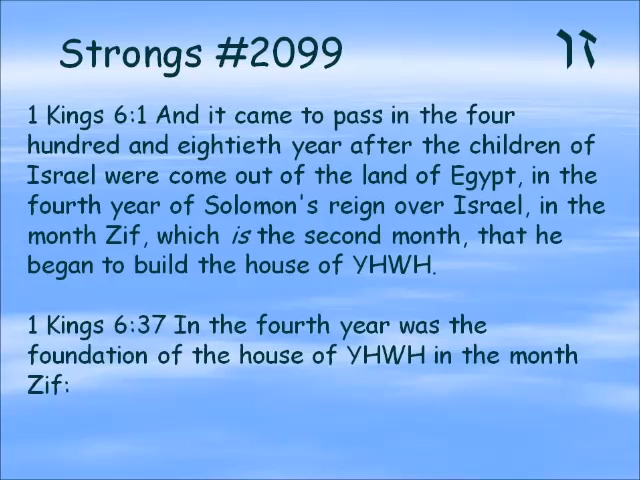 Strongs #2099 זו
1 Kings 6:1 And it came to pass in the four
hundred and eightieth year after the children of
Israel were come out of the land of Egypt, in the
fourth year of Solomon's reign over Israel, in the
month Zif, which is the second month, that he
began to build the house of YHWH.
1 Kings 6:37 In the fourth year was the
foundation of the house of YHWH in the month
Zif: